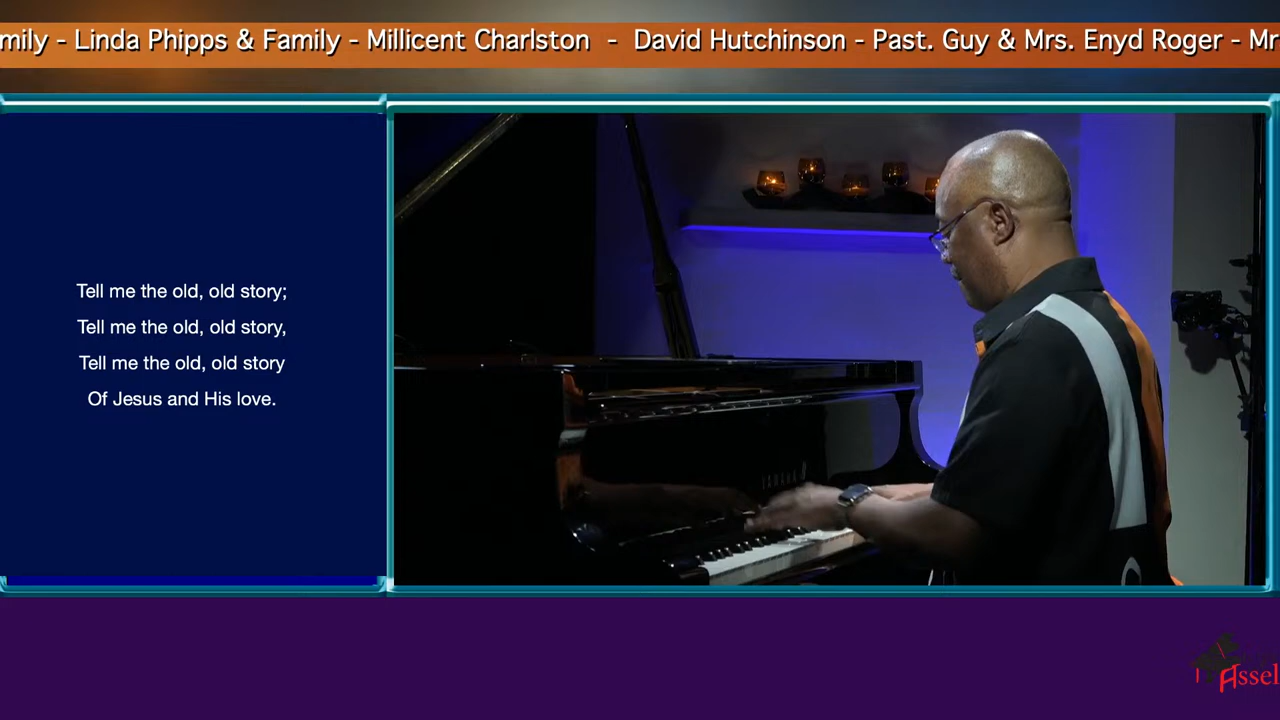 mily - Linda Phipps & Family - Millicent Charlston - David Hutchinson - Past. Guy & Mrs. Enyd Roger - Mr
Tell me the old, old story;
Tell me the old, old story,
Tell me the old, old story
Of Jesus and His love.
Assel